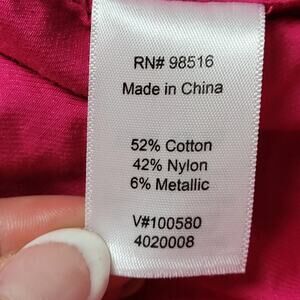 RN# 98516
Made in China
52% Cotton
42% Nylon
6% Metallic
V#100580
4020008